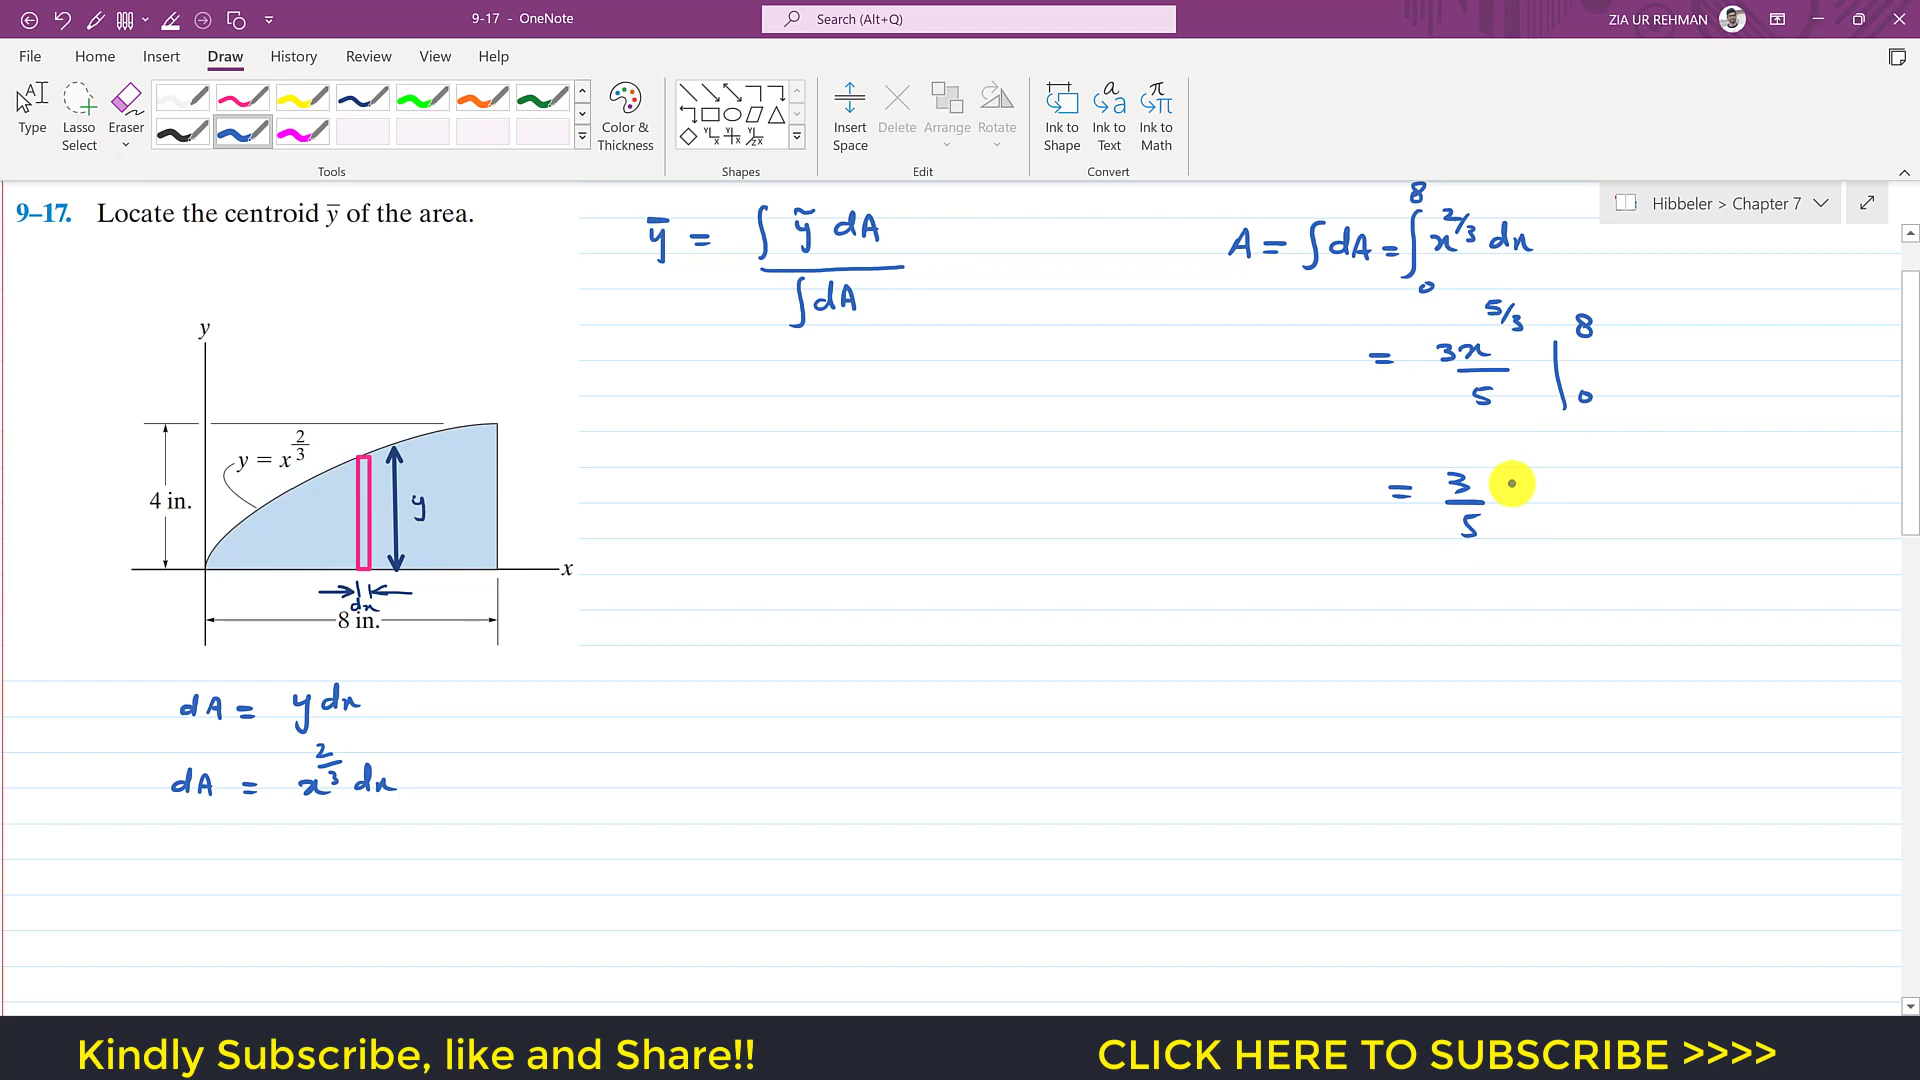 9-17 - OneNote
Search (Alt+Q)
ZIA UR REHMAN
File Home Insert Draw History Review View Help
Type
Lasso Select
Eraser
Color & Thickness
Insert Space
Delete
Arrange
Rotate
Ink to Shape
Ink to Text
Ink to Math
Tools
Shapes
Edit
Convert
Hibbeler > Chapter 7
9–17. Locate the centroid y̅ of the area.
y
4 in.
y = x^(2/3)
y
x
dx
8 in.
dA = y dx
dA = x^(2/3) dx
y̅ = ∫ ỹ dA / ∫ dA
A = ∫ dA = ∫₀⁸ x^(2/3) dx
= 3x^(5/3) / 5 |₀⁸
= 3/5
Kindly Subscribe, like and Share!!
CLICK HERE TO SUBSCRIBE >>>>